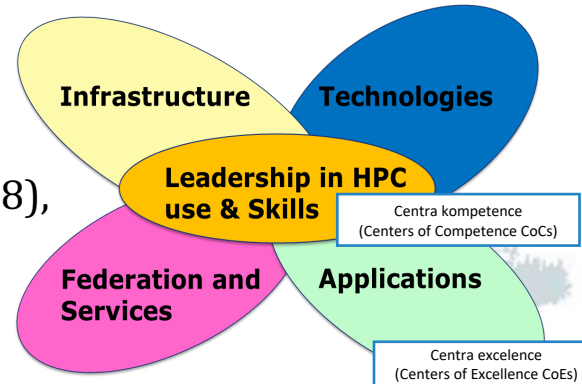 Infrastructure
Technologies
8),
Leadership in HPC
use & Skills
Centra kompetence
(Centers of Competence CoCs)
Federation and
Services
Applications
Centra excelence
(Centers of Excellence CoEs)